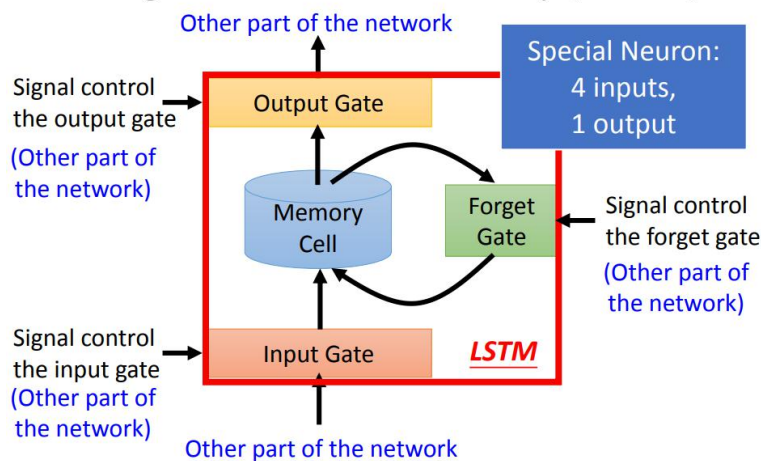 Other part of the network
Special Neuron:
4 inputs,
1 output
Signal control
the output gate
(Other part of
the network)
Output Gate
Memory
Cell
Forget
Gate
Signal control
the forget gate
(Other part of
the network)
Signal control
the input gate
(Other part of
the network)
Input Gate
LSTM
Other part of the network